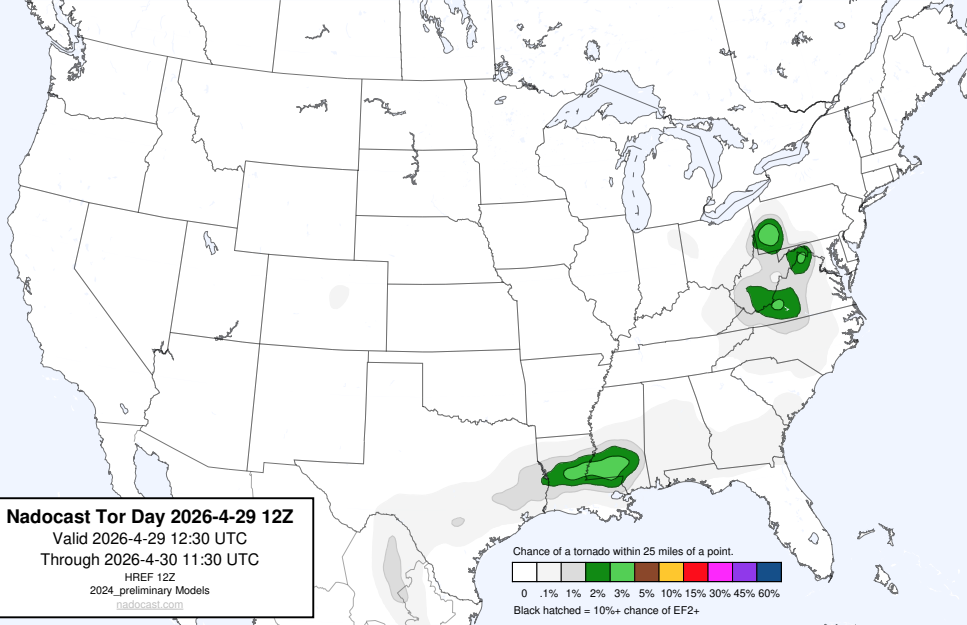 Nadocast Tor Day 2026-4-29 12Z
Valid 2026-4-29 12:30 UTC
Through 2026-4-30 11:30 UTC
HREF 12Z
2024_preliminary Models
nadocast.com
Chance of a tornado within 25 miles of a point.
0 .1% 1% 2% 3% 5% 10% 15% 30% 45% 60%
Black hatched = 10%+ chance of EF2+